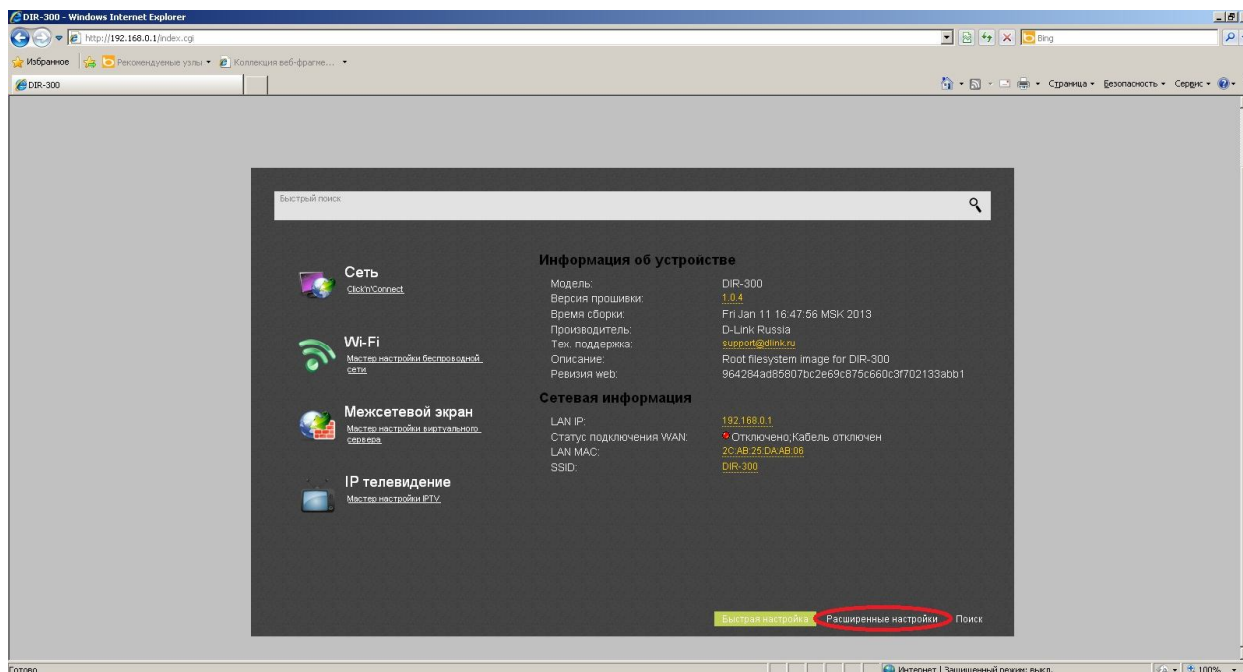 DIR-300 - Windows Internet Explorer
http://192.168.0.1/index.cgi
Bing
Избранное
Рекомендуемые узлы
Коллекция веб-фрагме...
DIR-300
Страница
Безопасность
Сервис
Быстрый поиск
Сеть
Click'n'Connect
Wi-Fi
Мастер настройки беспроводной
сети
Межсетевой экран
Мастер настройки виртуального
сервера
IP телевидение
Мастер настройки IPTV
Информация об устройстве
Модель: DIR-300
Версия прошивки: 1.0.4
Время сборки: Fri Jan 11 16:47:56 MSK 2013
Производитель: D-Link Russia
Тех. поддержка: support@dlink.ru
Описание: Root filesystem image for DIR-300
Ревизия web: 964284ad85807bc2e69c875c660c3f702133abb1
Сетевая информация
LAN IP: 192.168.0.1
Статус подключения WAN: Отключено,Кабель отключен
LAN MAC: 2C:AB:25:DA:AB:06
SSID: DIR-300
Быстрая настройка Расширенные настройки Поиск
Готово
Интернет | Защищенный режим: выкл.
100%